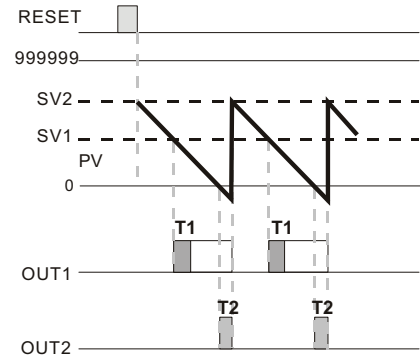 RESET
999999
SV2
SV1
PV
0
T1 T1
OUT1
T2 T2
OUT2